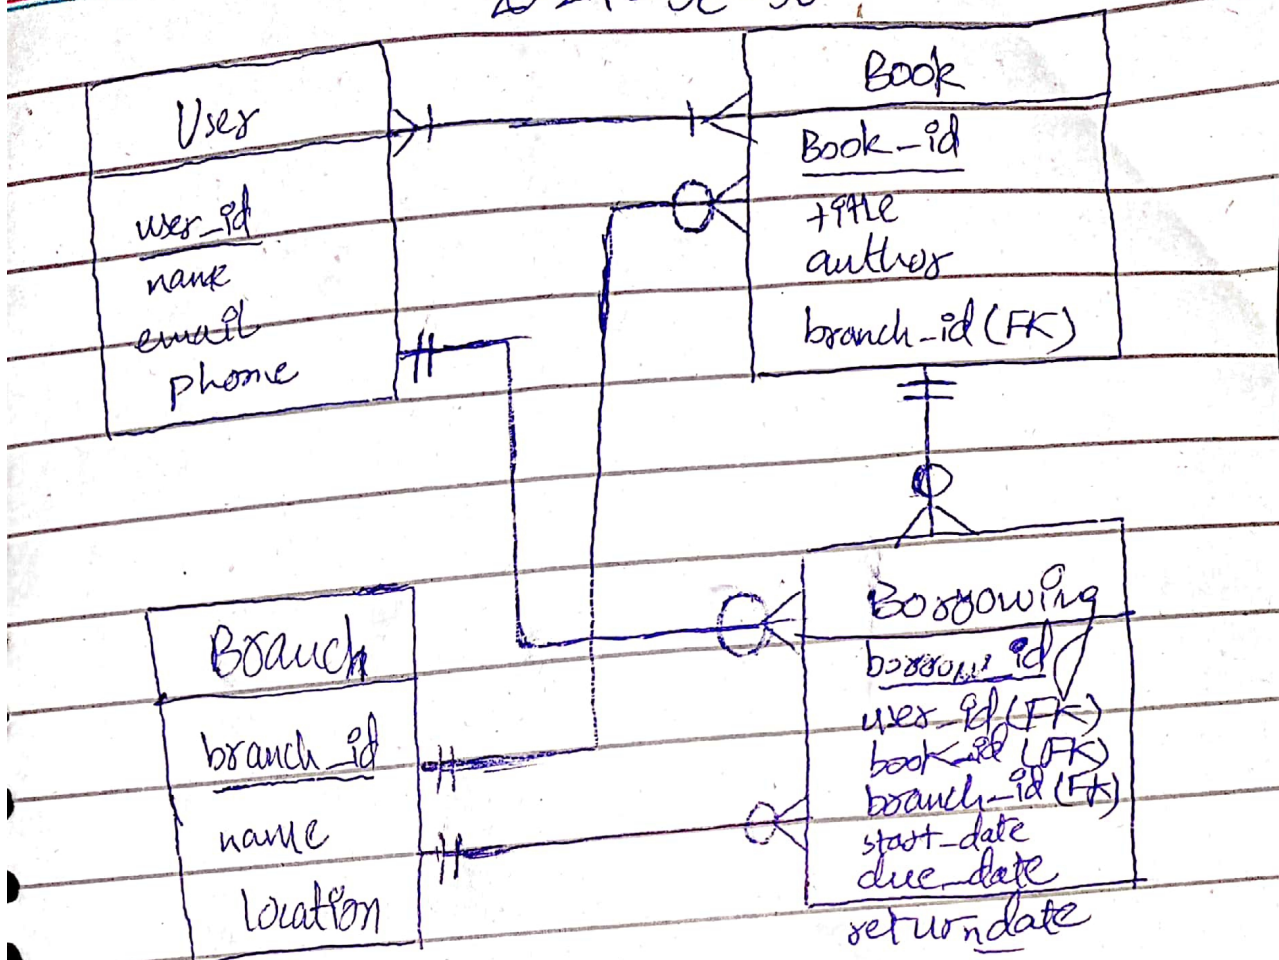 User
user_id
name
email
phone
Book
Book_id
title
author
branch_id (FK)
Branch
branch_id
name
location
Borrowing
borrow_id
user_id (FK)
book_id (FK)
branch_id (FK)
start_date
due_date
return_date